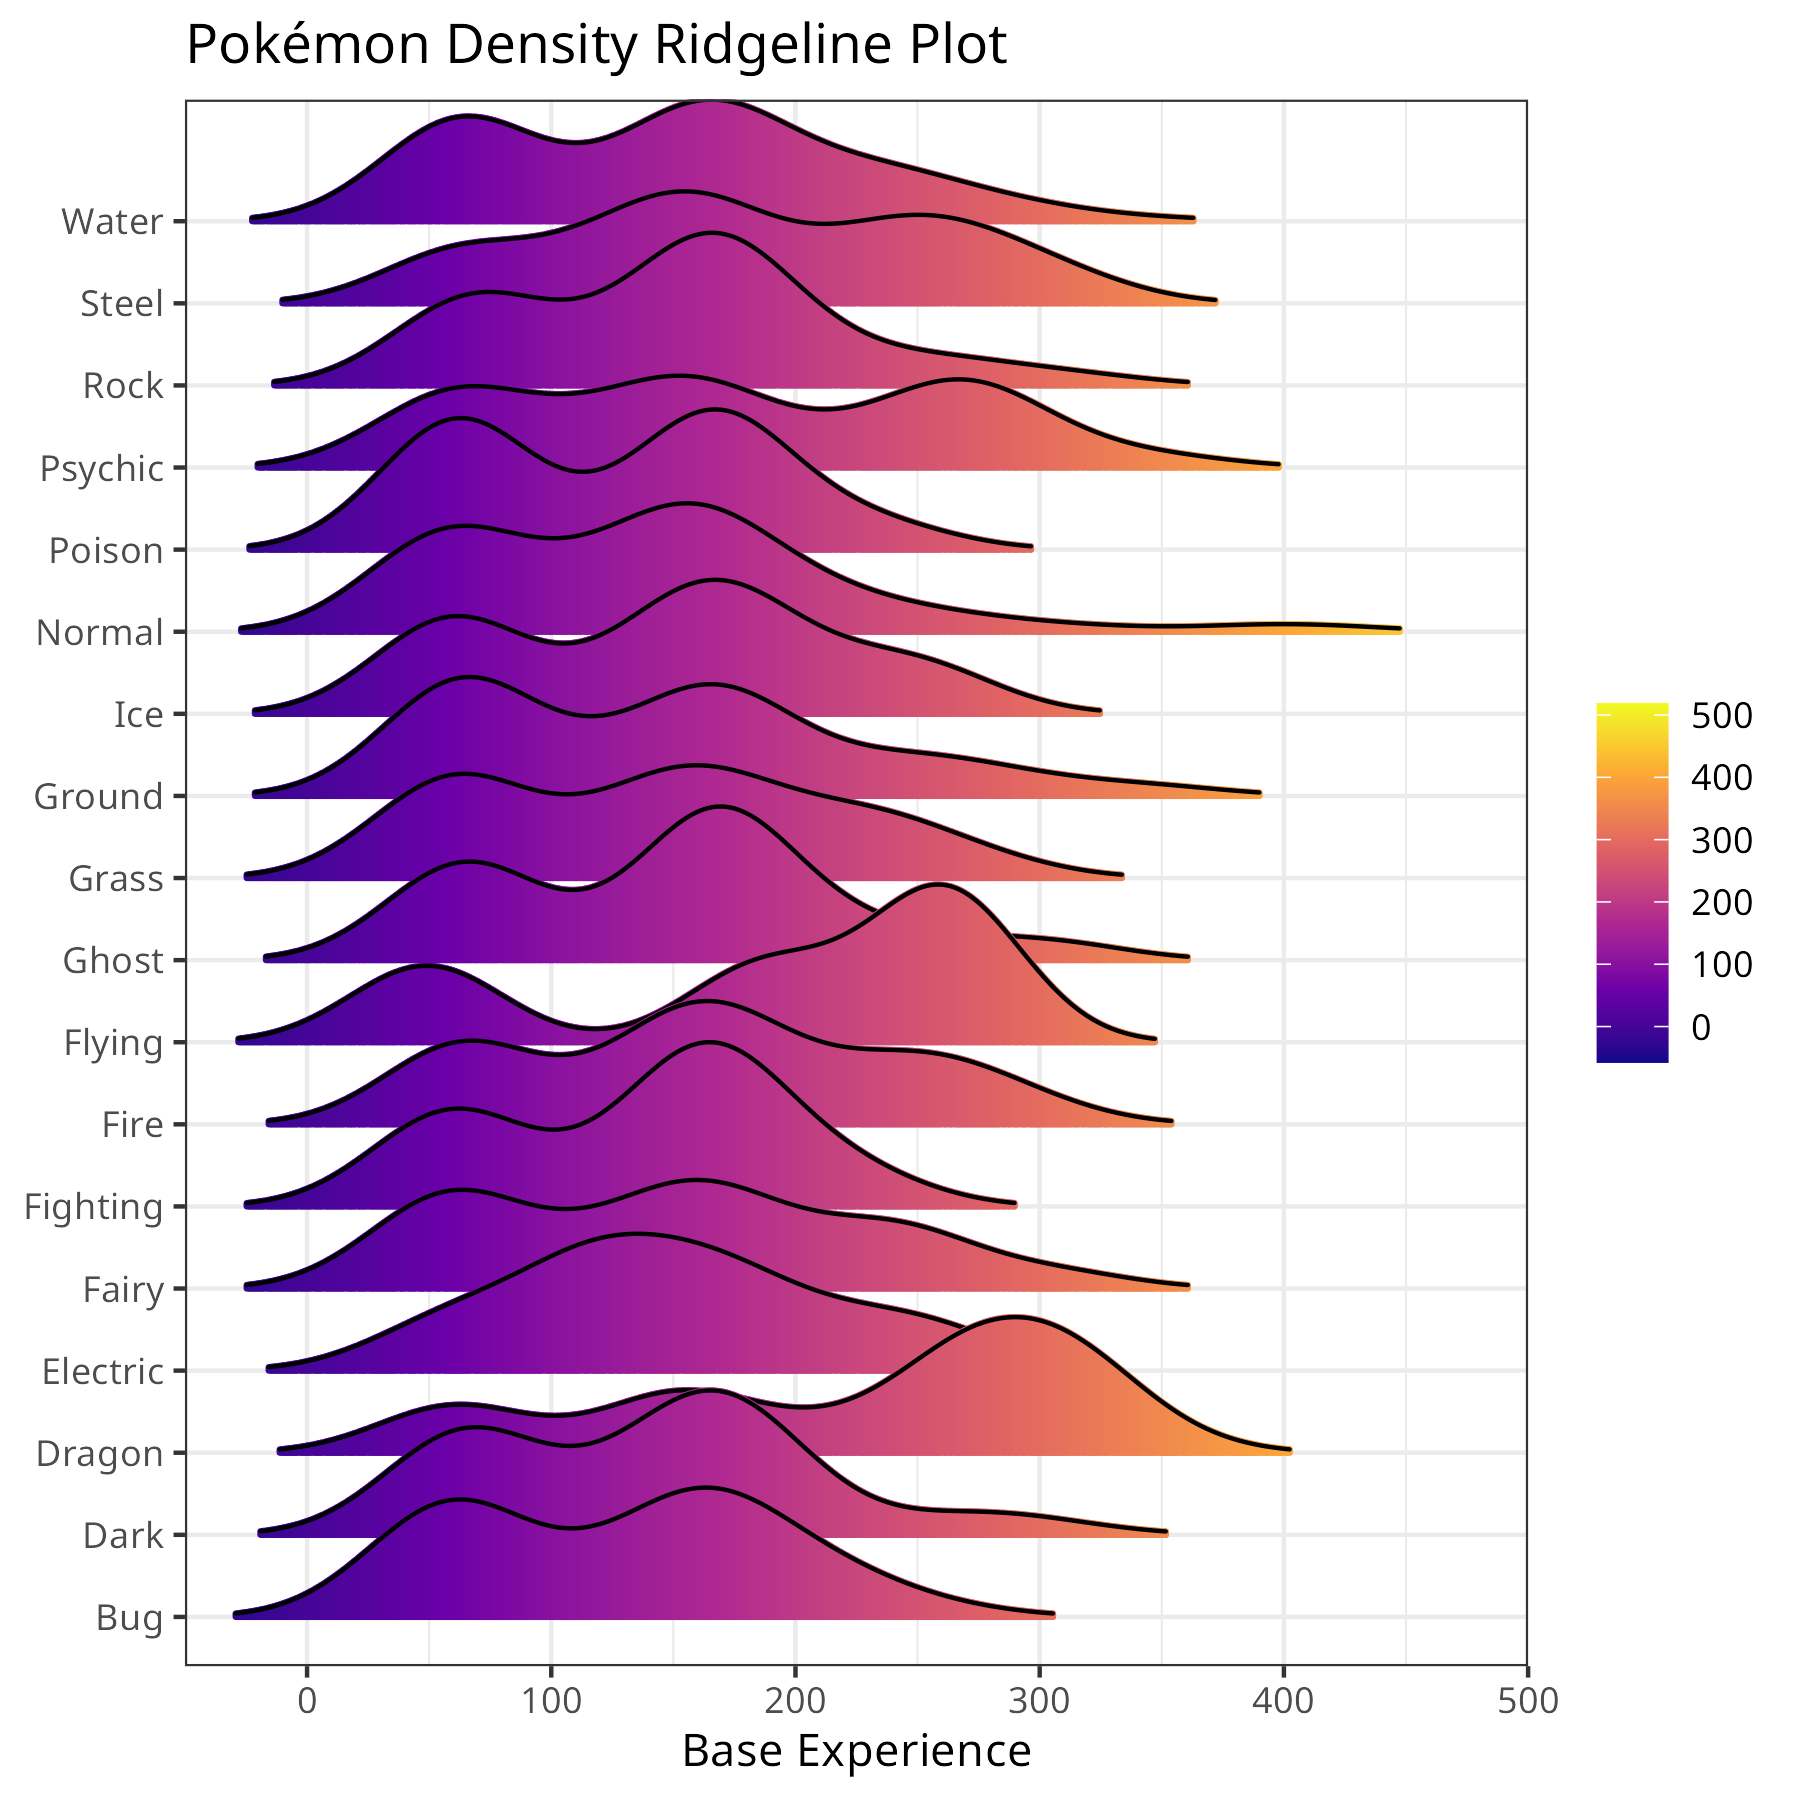 Pokémon Density Ridgeline Plot
Water
Steel
Rock
Psychic
Poison
Normal
Ice
Ground
Grass
Ghost
Flying
Fire
Fighting
Fairy
Electric
Dragon
Dark
Bug
0 100 200 300 400 500
Base Experience
500
400
300
200
100
0